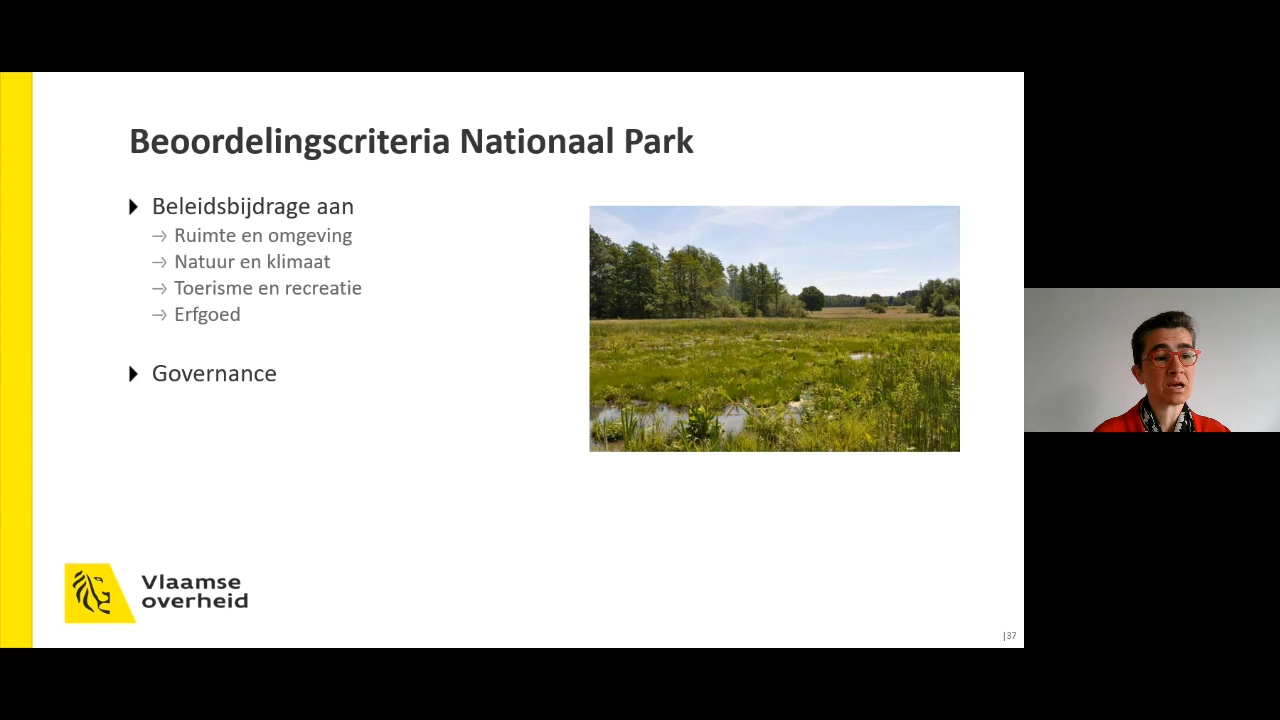 Beoordelingscriteria Nationaal Park
Beleidsbijdrage aan
→ Ruimte en omgeving
→ Natuur en klimaat
→ Toerisme en recreatie
→ Erfgoed
Governance
Vlaamse
overheid
|37